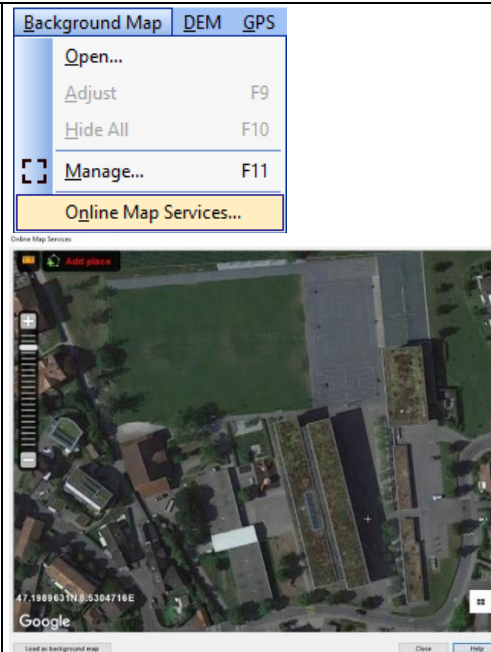 Background Map DEM GPS
Open...
Adjust F9
Hide All F10
Manage... F11
Online Map Services...
Online Map Services
Add place
47.1989631N 8.5304716E
Google
Load as background map Close Help